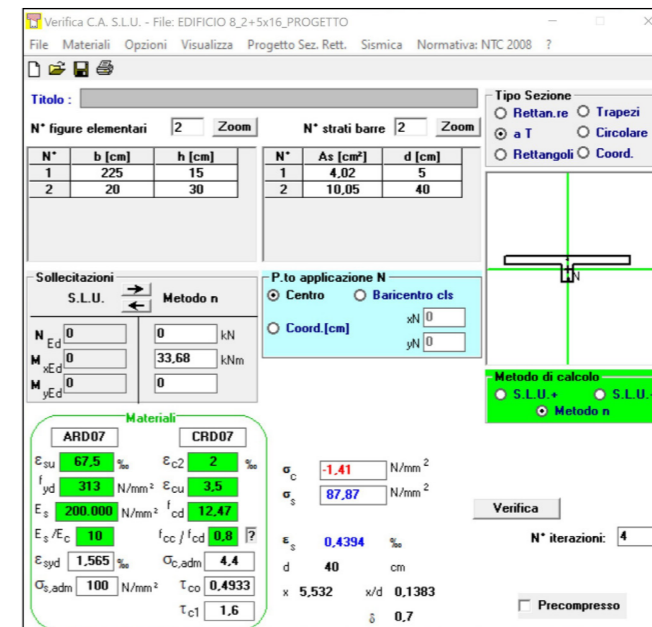 Verifica C.A. S.L.U. - File: EDIFICIO 8_2+5x16_PROGETTO
File Materiali Opzioni Visualizza Progetto Sez. Rett. Sismica Normativa: NTC 2008 ?
Titolo :
N° figure elementari 2 Zoom N° strati barre 2 Zoom
N° b [cm] h [cm]
1 225 15
2 20 30
N° As [cm²] d [cm]
1 4,02 5
2 10,05 40
Tipo Sezione
Rettan.re Trapezi
a T Circolare
Rettangoli Coord.
N
Sollecitazioni
S.L.U. Metodo n
N Ed 0 0 kN
M xEd 0 33,68 kNm
M yEd 0 0
P.to applicazione N
Centro Baricentro cls
Coord.[cm] xN 0
yN 0
Metodo di calcolo
S.L.U.+ S.L.U.-
Metodo n
Materiali
ARD07 CRD07
εsu 67,5 ‰ εc2 2 ‰
fyd 313 N/mm² εcu 3,5
Es 200.000 N/mm² fcd 12,47
Es/Ec 10 fcc / fcd 0,8 ?
εsyd 1,565 ‰ σc,adm 4,4
σs,adm 100 N/mm² τco 0,4933
τc1 1,6
σc -1,41 N/mm²
σs 87,87 N/mm²
εs 0,4394 ‰
d 40 cm
x 5,532 x/d 0,1383
δ 0,7
Verifica
N° iterazioni: 4
Precompresso